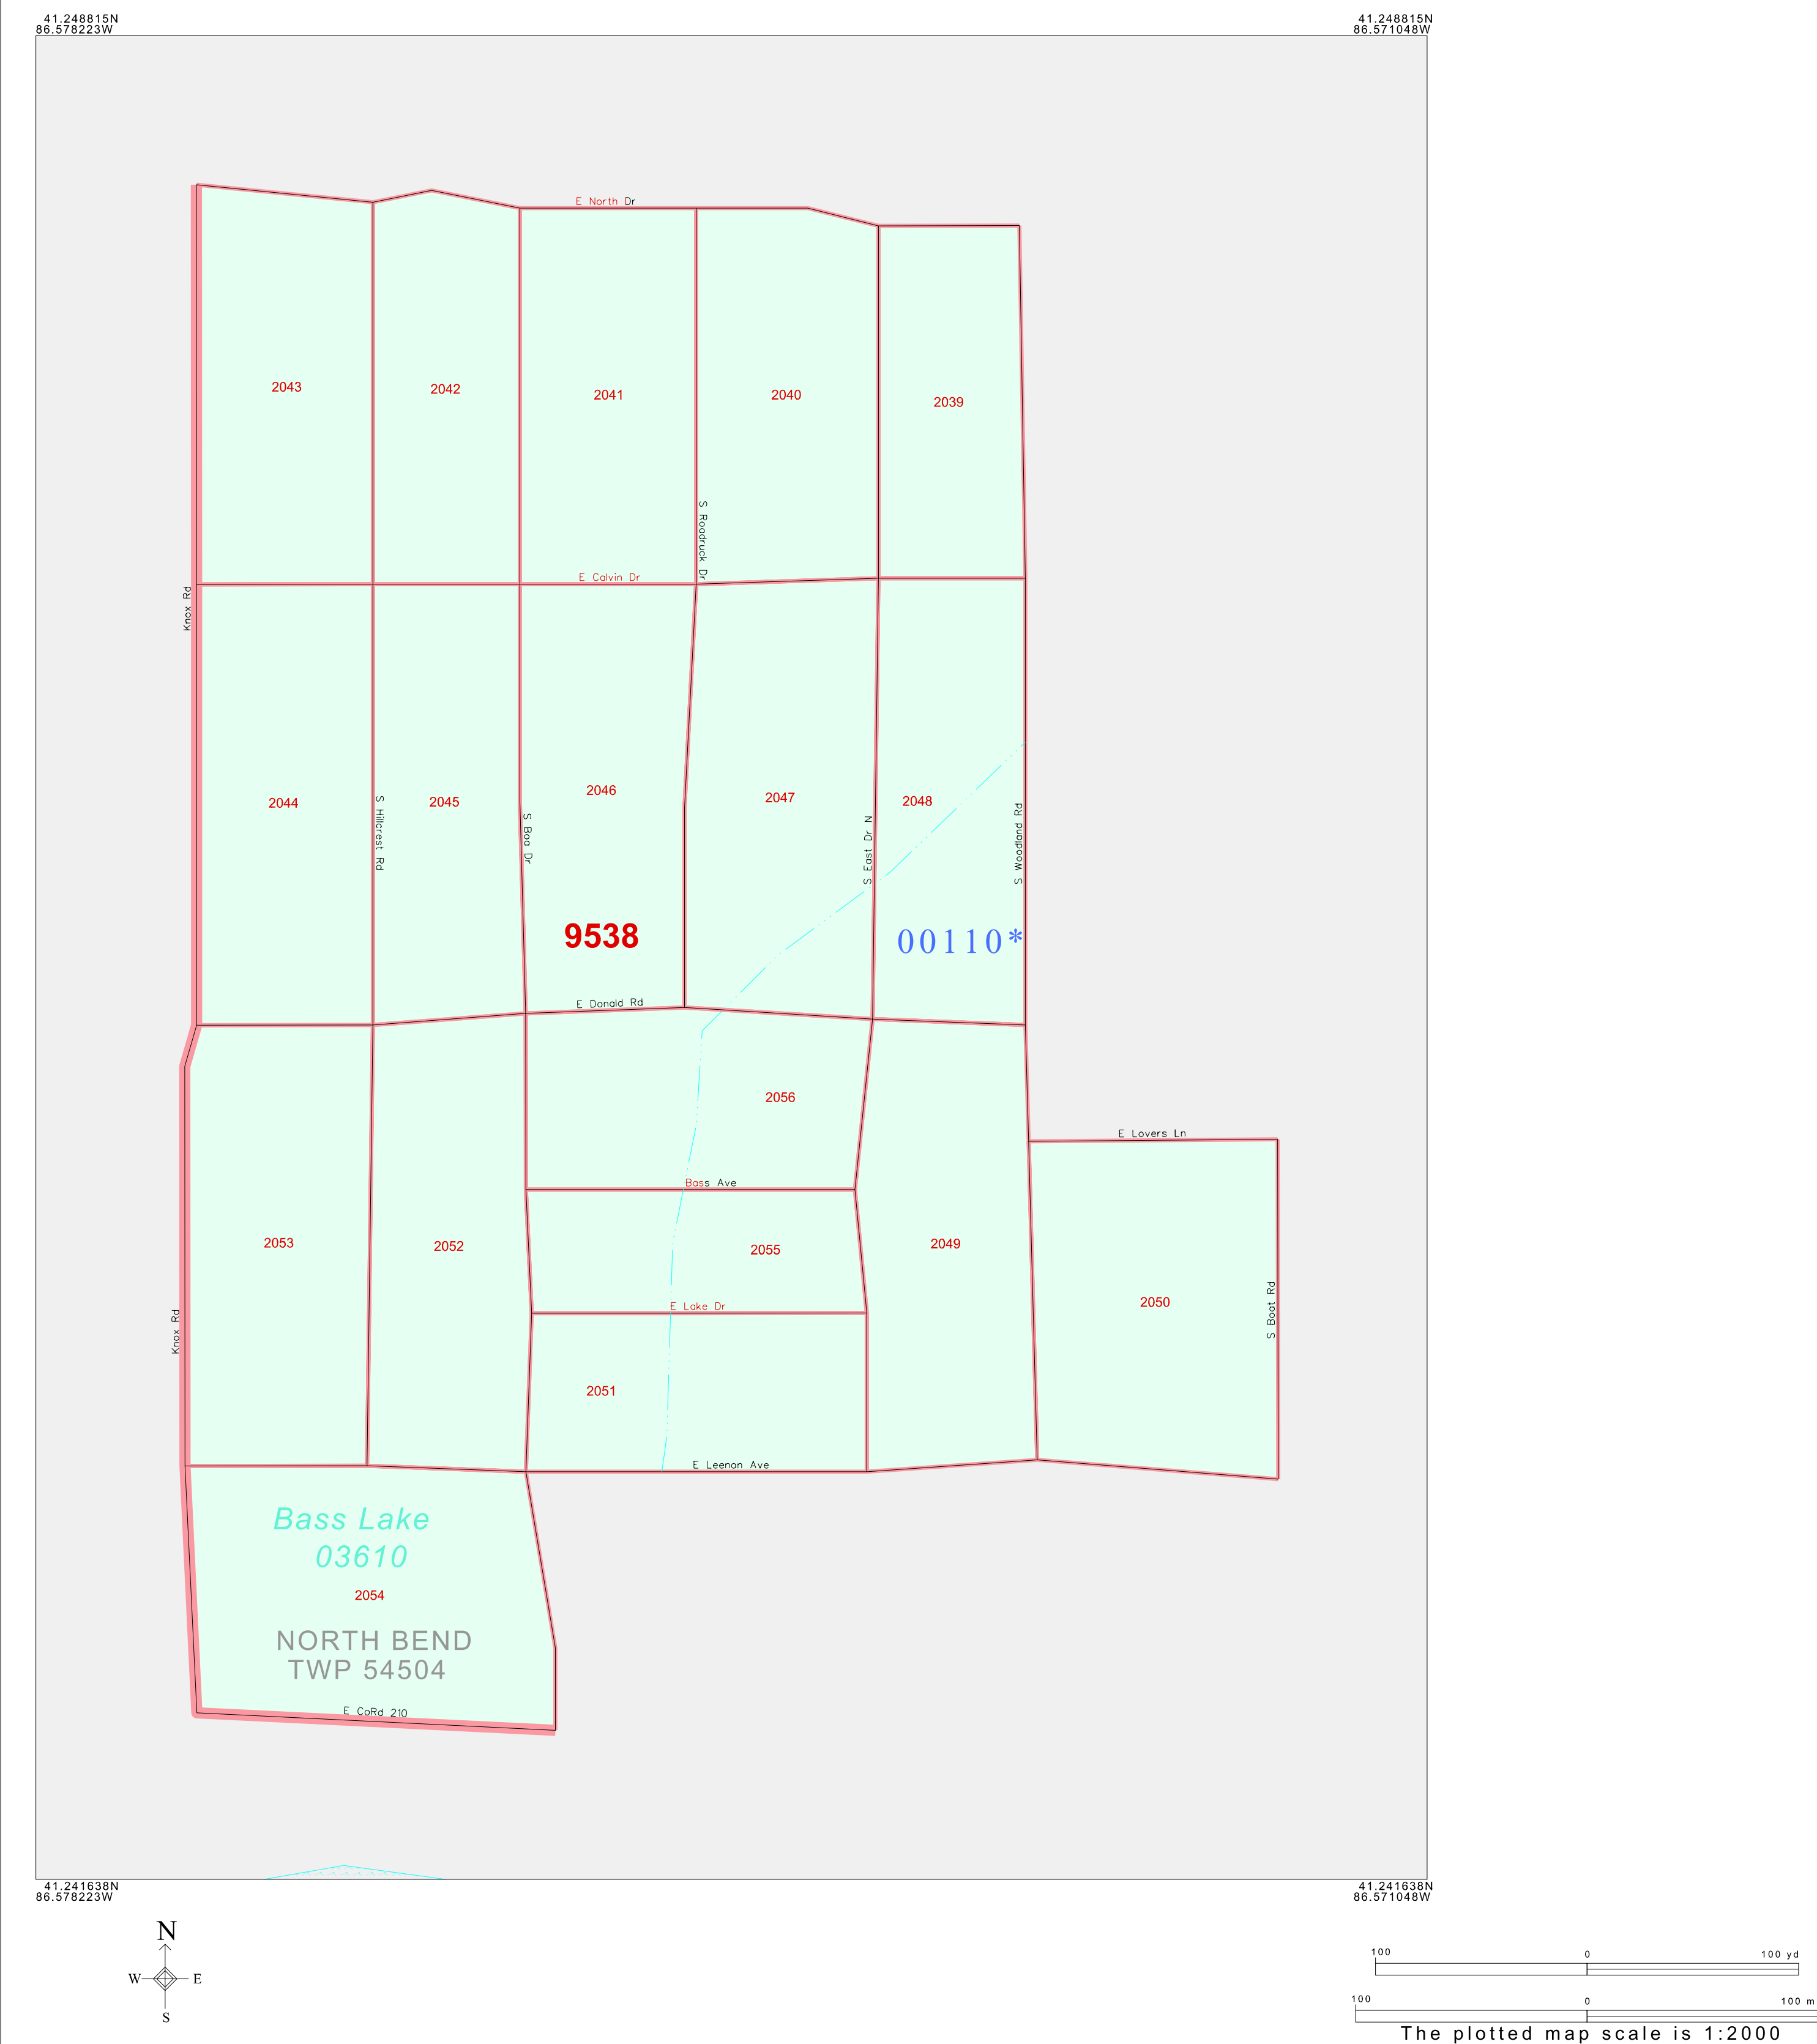 41.248815N
86.578223W
41.248815N
86.571048W
E North Dr
2043
2042
2041
2040
2039
S Roadruck Dr
E Calvin Dr
Knox Rd
2044
S Hillcrest Rd
2045
S Boa Dr
2046
2047
S East Dr N
2048
S Woodland Rd
9538
00110*
E Donald Rd
2056
E Lovers Ln
Bass Ave
2053
2052
2055
2049
Knox Rd
E Lake Dr
2050
S Boat Rd
2051
E Leenon Ave
Bass Lake
03610
2054
NORTH BEND
TWP 54504
E CoRd 210
41.241638N
86.578223W
41.241638N
86.571048W
N
W
E
S
100
0
100 yd
100
0
100 m
The plotted map scale is 1:2000